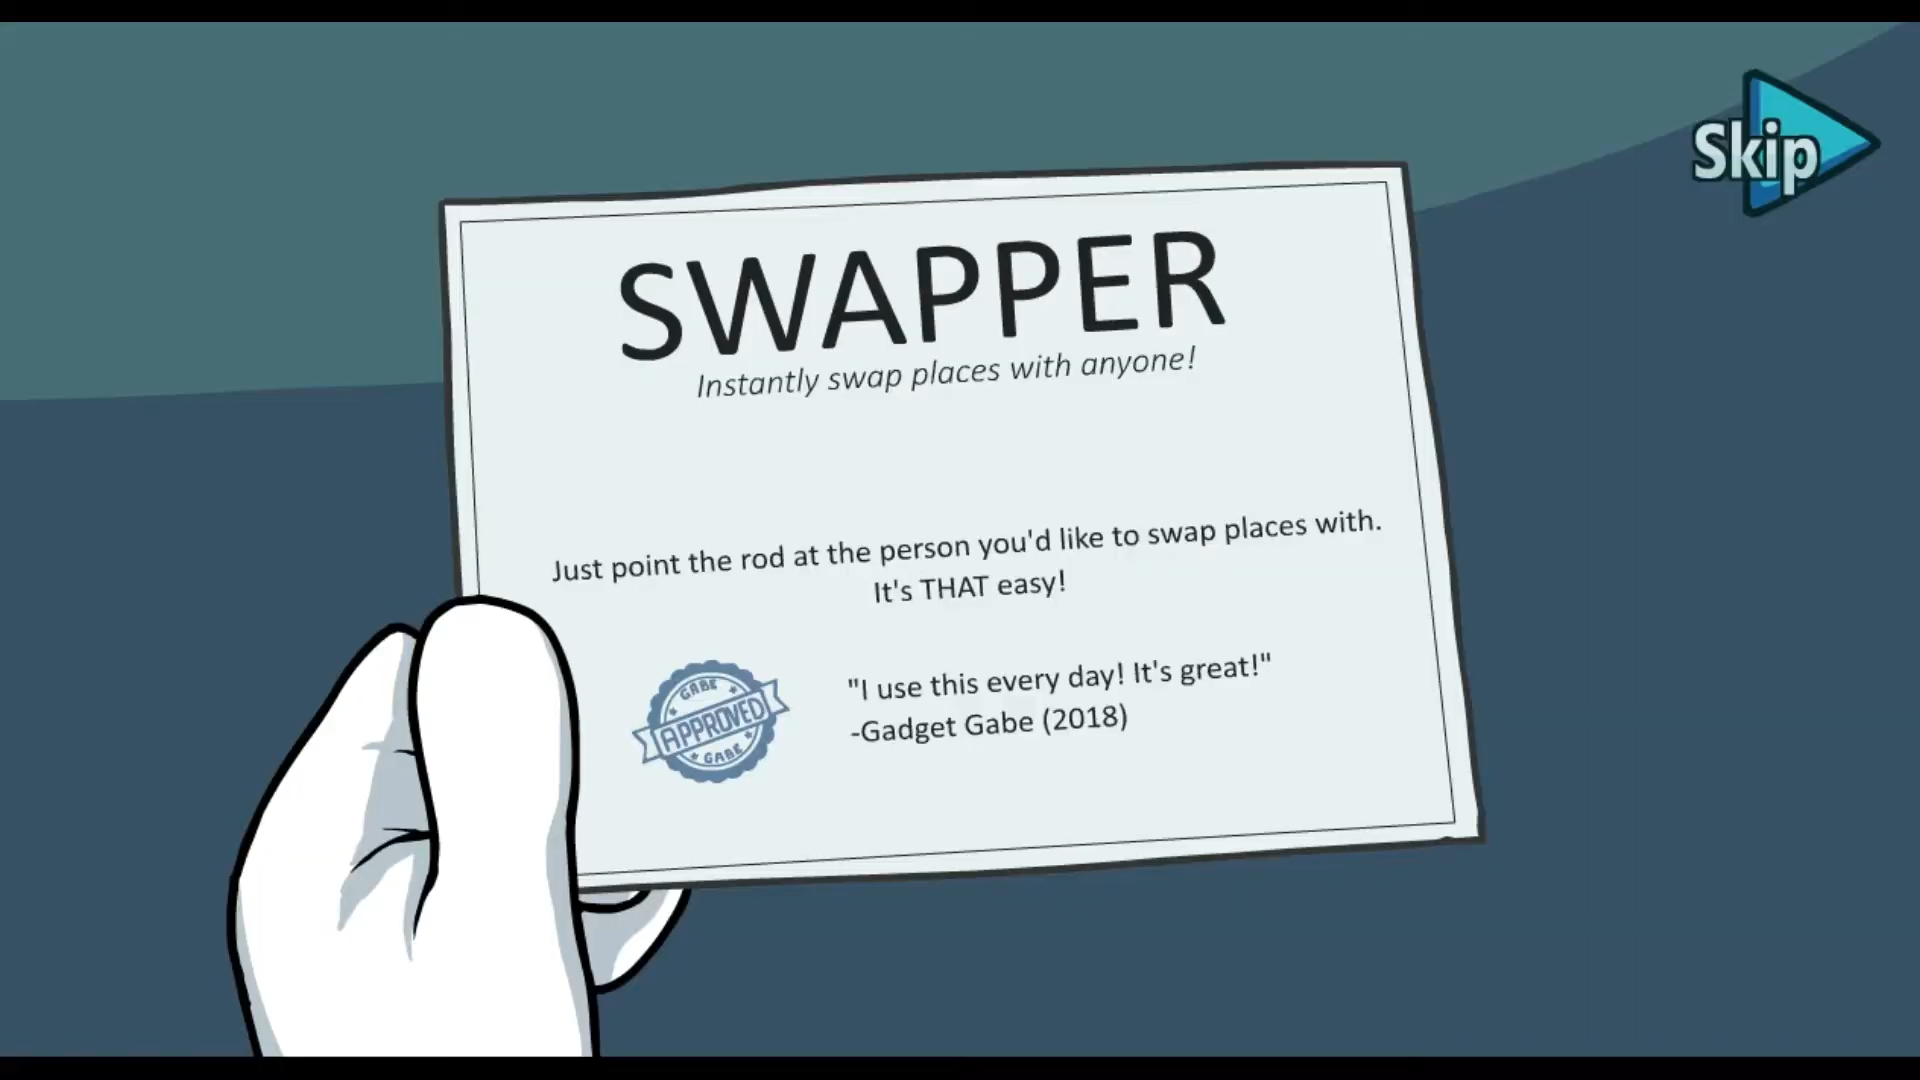 Skip
SWAPPER
Instantly swap places with anyone!
Just point the rod at the person you'd like to swap places with.
It's THAT easy!
GABE
APPROVED
GABE
"I use this every day! It's great!"
-Gadget Gabe (2018)